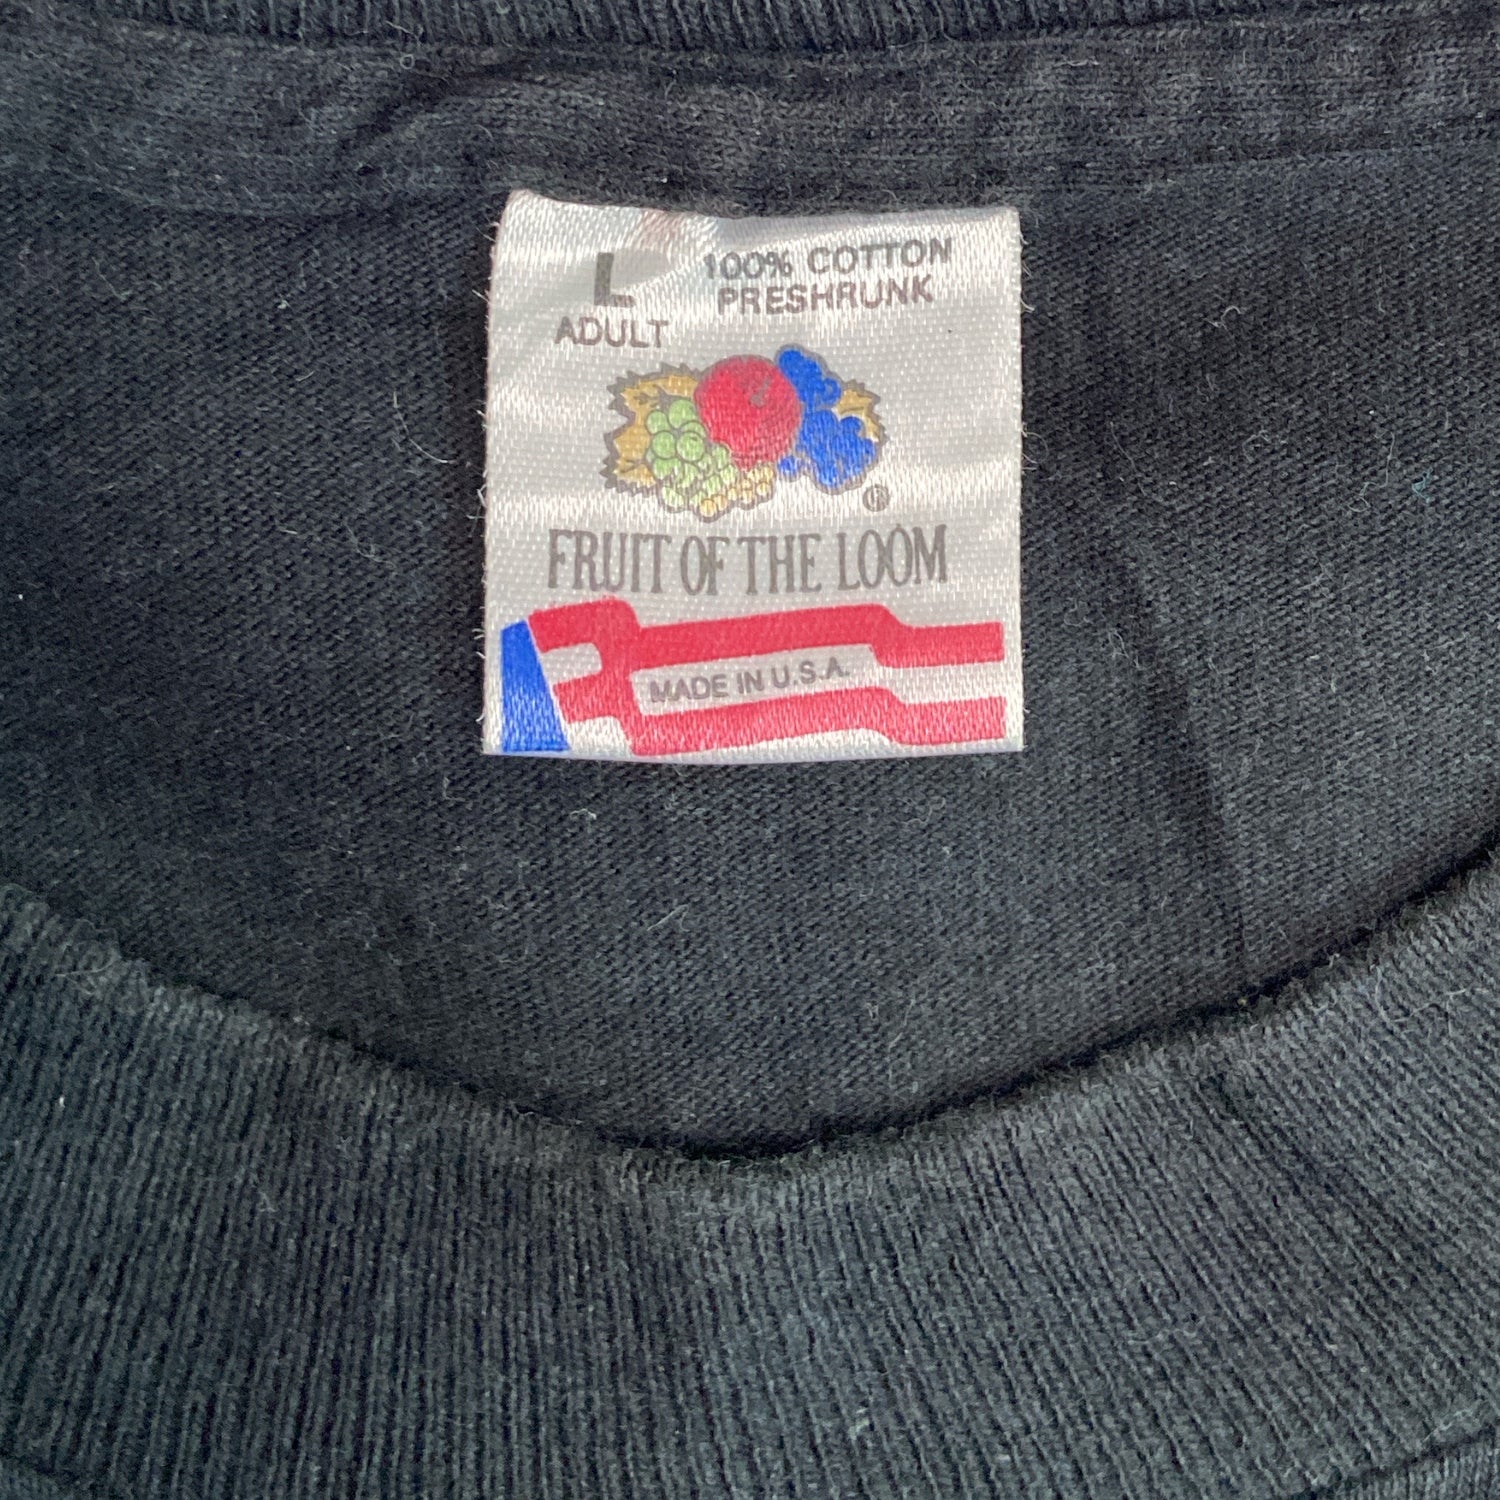 L
ADULT
100% COTTON
PRESHRUNK
®
FRUIT OF THE LOOM
MADE IN U.S.A.